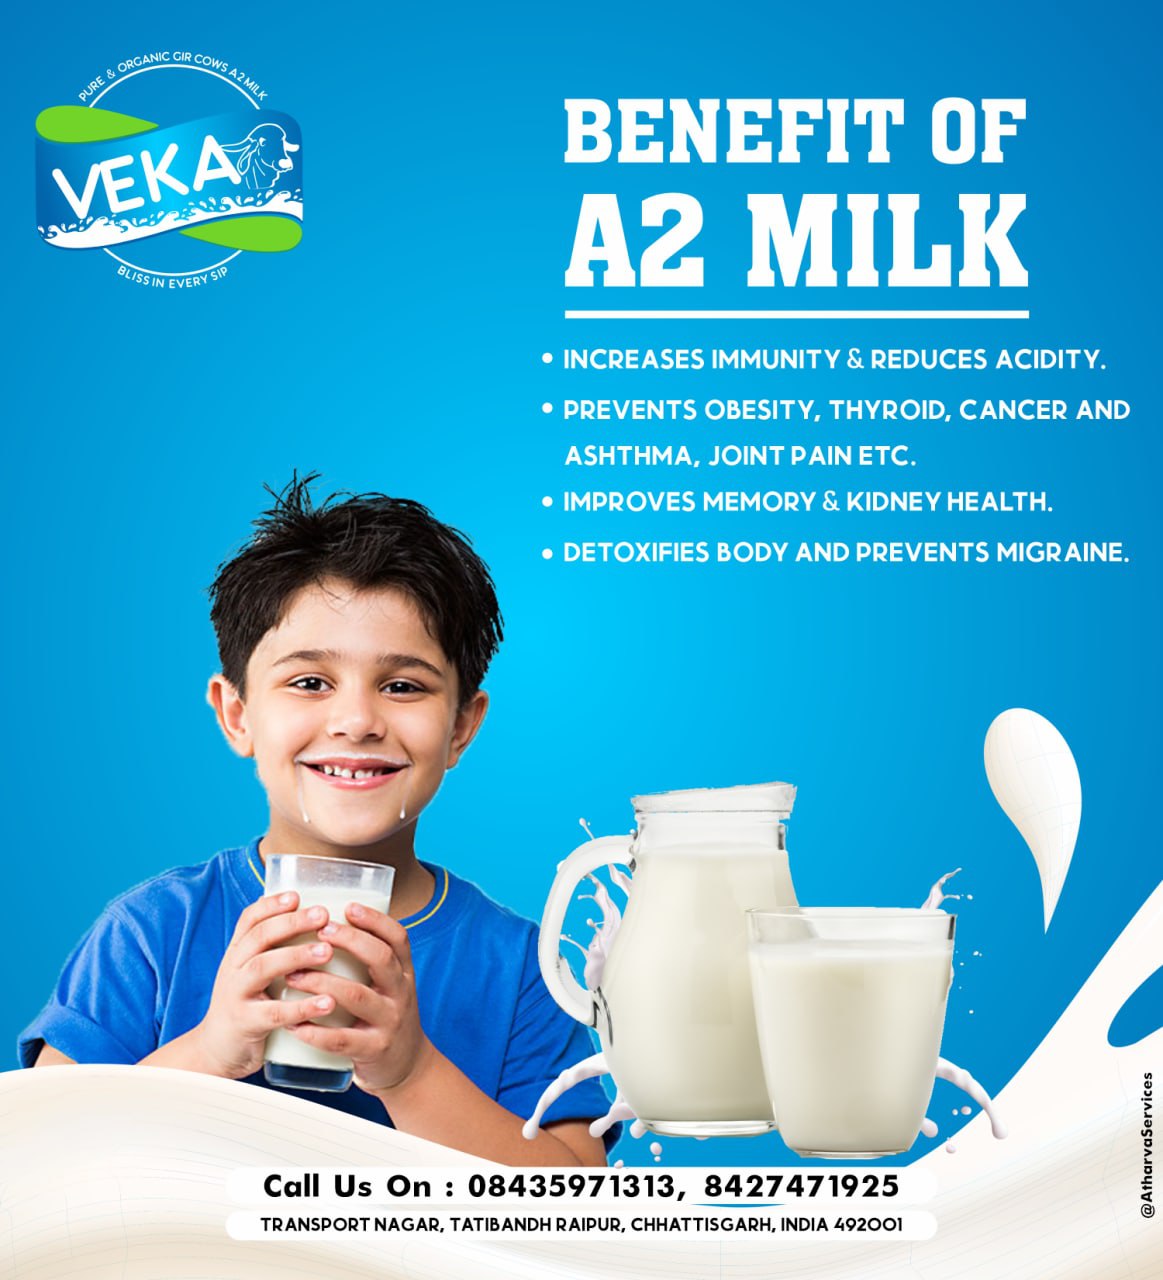 PURE & ORGANIC GIR COWS A2 MILK
VEKA
BLISS IN EVERY SIP
BENEFIT OF
A2 MILK
• INCREASES IMMUNITY & REDUCES ACIDITY.
• PREVENTS OBESITY, THYROID, CANCER AND
ASHTHMA, JOINT PAIN ETC.
• IMPROVES MEMORY & KIDNEY HEALTH.
• DETOXIFIES BODY AND PREVENTS MIGRAINE.
Call Us On : 08435971313, 8427471925
TRANSPORT NAGAR, TATIBANDH RAIPUR, CHHATTISGARH, INDIA 492001
@AtharvaServices